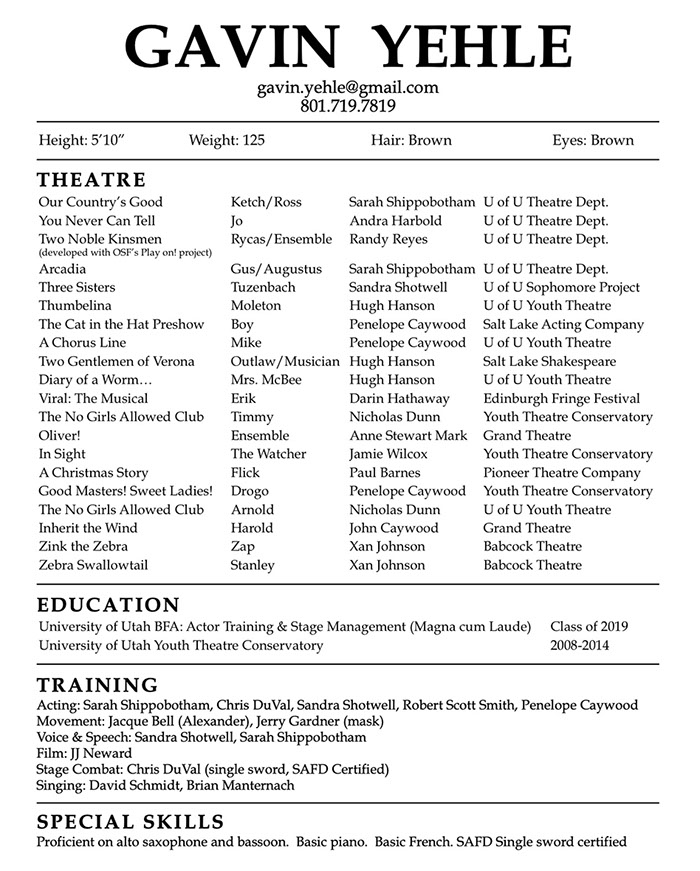 GAVIN YEHLE
gavin.yehle@gmail.com
801.719.7819
Height: 5’10” Weight: 125 Hair: Brown Eyes: Brown
THEATRE
Our Country’s Good Ketch/Ross Sarah Shippobotham U of U Theatre Dept.
You Never Can Tell Jo Andra Harbold U of U Theatre Dept.
Two Noble Kinsmen Rycas/Ensemble Randy Reyes U of U Theatre Dept.
(developed with OSF’s Play on! project)
Arcadia Gus/Augustus Sarah Shippobotham U of U Theatre Dept.
Three Sisters Tuzenbach Sandra Shotwell U of U Sophomore Project
Thumbelina Moleton Hugh Hanson U of U Youth Theatre
The Cat in the Hat Preshow Boy Penelope Caywood Salt Lake Acting Company
A Chorus Line Mike Penelope Caywood U of U Youth Theatre
Two Gentlemen of Verona Outlaw/Musician Hugh Hanson Salt Lake Shakespeare
Diary of a Worm… Mrs. McBee Hugh Hanson U of U Youth Theatre
Viral: The Musical Erik Darin Hathaway Edinburgh Fringe Festival
The No Girls Allowed Club Timmy Nicholas Dunn Youth Theatre Conservatory
Oliver! Ensemble Anne Stewart Mark Grand Theatre
In Sight The Watcher Jamie Wilcox Youth Theatre Conservatory
A Christmas Story Flick Paul Barnes Pioneer Theatre Company
Good Masters! Sweet Ladies! Drogo Penelope Caywood Youth Theatre Conservatory
The No Girls Allowed Club Arnold Nicholas Dunn U of U Youth Theatre
Inherit the Wind Harold John Caywood Grand Theatre
Zink the Zebra Zap Xan Johnson Babcock Theatre
Zebra Swallowtail Stanley Xan Johnson Babcock Theatre
EDUCATION
University of Utah BFA: Actor Training & Stage Management (Magna cum Laude) Class of 2019
University of Utah Youth Theatre Conservatory 2008-2014
TRAINING
Acting: Sarah Shippobotham, Chris DuVal, Sandra Shotwell, Robert Scott Smith, Penelope Caywood
Movement: Jacque Bell (Alexander), Jerry Gardner (mask)
Voice & Speech: Sandra Shotwell, Sarah Shippobotham
Film: JJ Neward
Stage Combat: Chris DuVal (single sword, SAFD Certified)
Singing: David Schmidt, Brian Manternach
SPECIAL SKILLS
Proficient on alto saxophone and bassoon. Basic piano. Basic French. SAFD Single sword certified